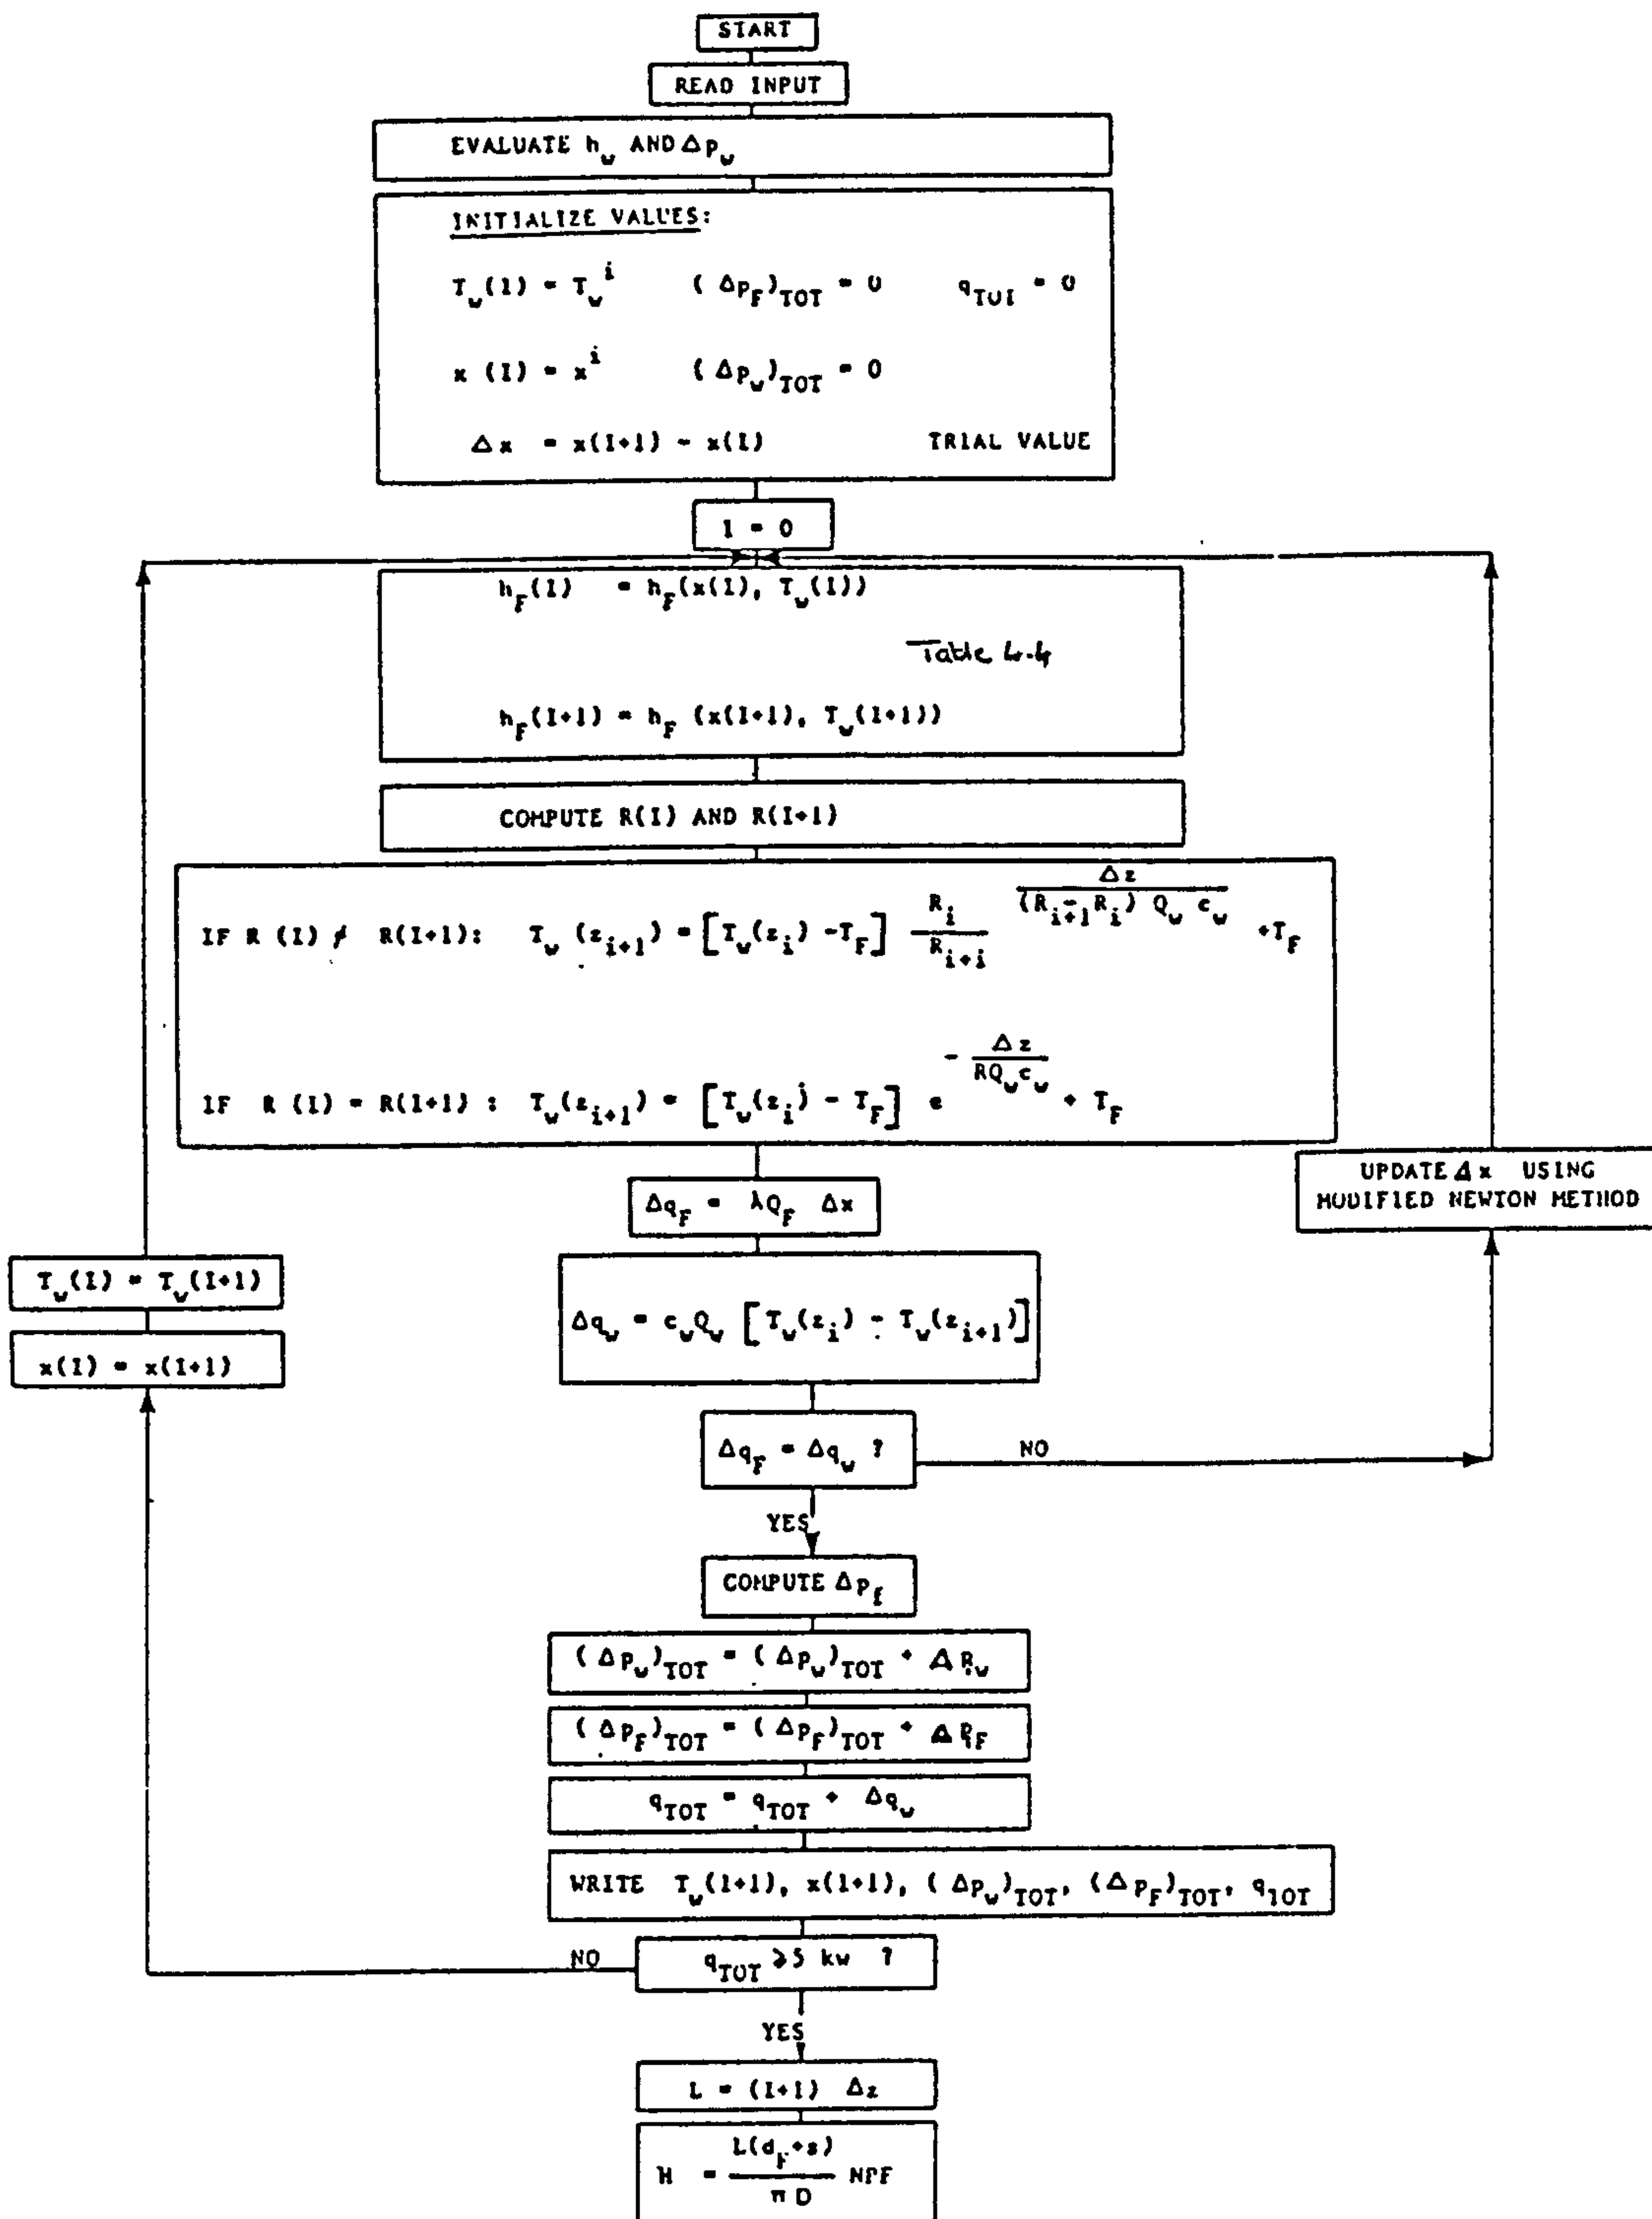 START
READ INPUT
EVALUATE h_w AND Δp_w
INITIALIZE VALUES:
T_w(1) = T_w^i (Δp_F)_TOT = 0 q_TOT = 0
x (I) = x^i (Δp_w)_TOT = 0
Δx = x(I+1) - x(I) TRIAL VALUE
I = 0
h_F(I) = h_F(x(I), T_w(I))
Table 4.4
h_F(I+1) = h_F (x(I+1), T_w(I+1))
COMPUTE R(I) AND R(I+1)
IF R (I) ≠ R(I+1): T_w (z_{i+1}) = [T_w(z_i) - T_F] R_i / R_{i+i} ^ Δz / (R_{i+1} - R_i) Q_w c_w + T_F
IF R (I) = R(I+1) : T_w(z_{i+1}) = [T_w(z_i) - T_F] e^{- Δz / RQ_w c_w} + T_F
UPDATE Δx USING
MODIFIED NEWTON METHOD
Δq_F = λQ_F Δx
T_w(I) = T_w(I+1)
Δq_w = c_w Q_w [T_w(z_i) - T_w(z_{i+1})]
x(I) = x(I+1)
Δq_F = Δq_w ?
NO
YES
COMPUTE Δp_f
(Δp_w)_TOT = (Δp_w)_TOT + Δp_w
(Δp_F)_TOT = (Δp_F)_TOT + Δp_F
q_TOT = q_TOT + Δq_w
WRITE T_w(I+1), x(I+1), (Δp_w)_TOT, (Δp_F)_TOT, q_TOT
NO
q_TOT ⩾ 5 kw ?
YES
L = (I+1) Δz
H = L(d_F+s) / π D NPF